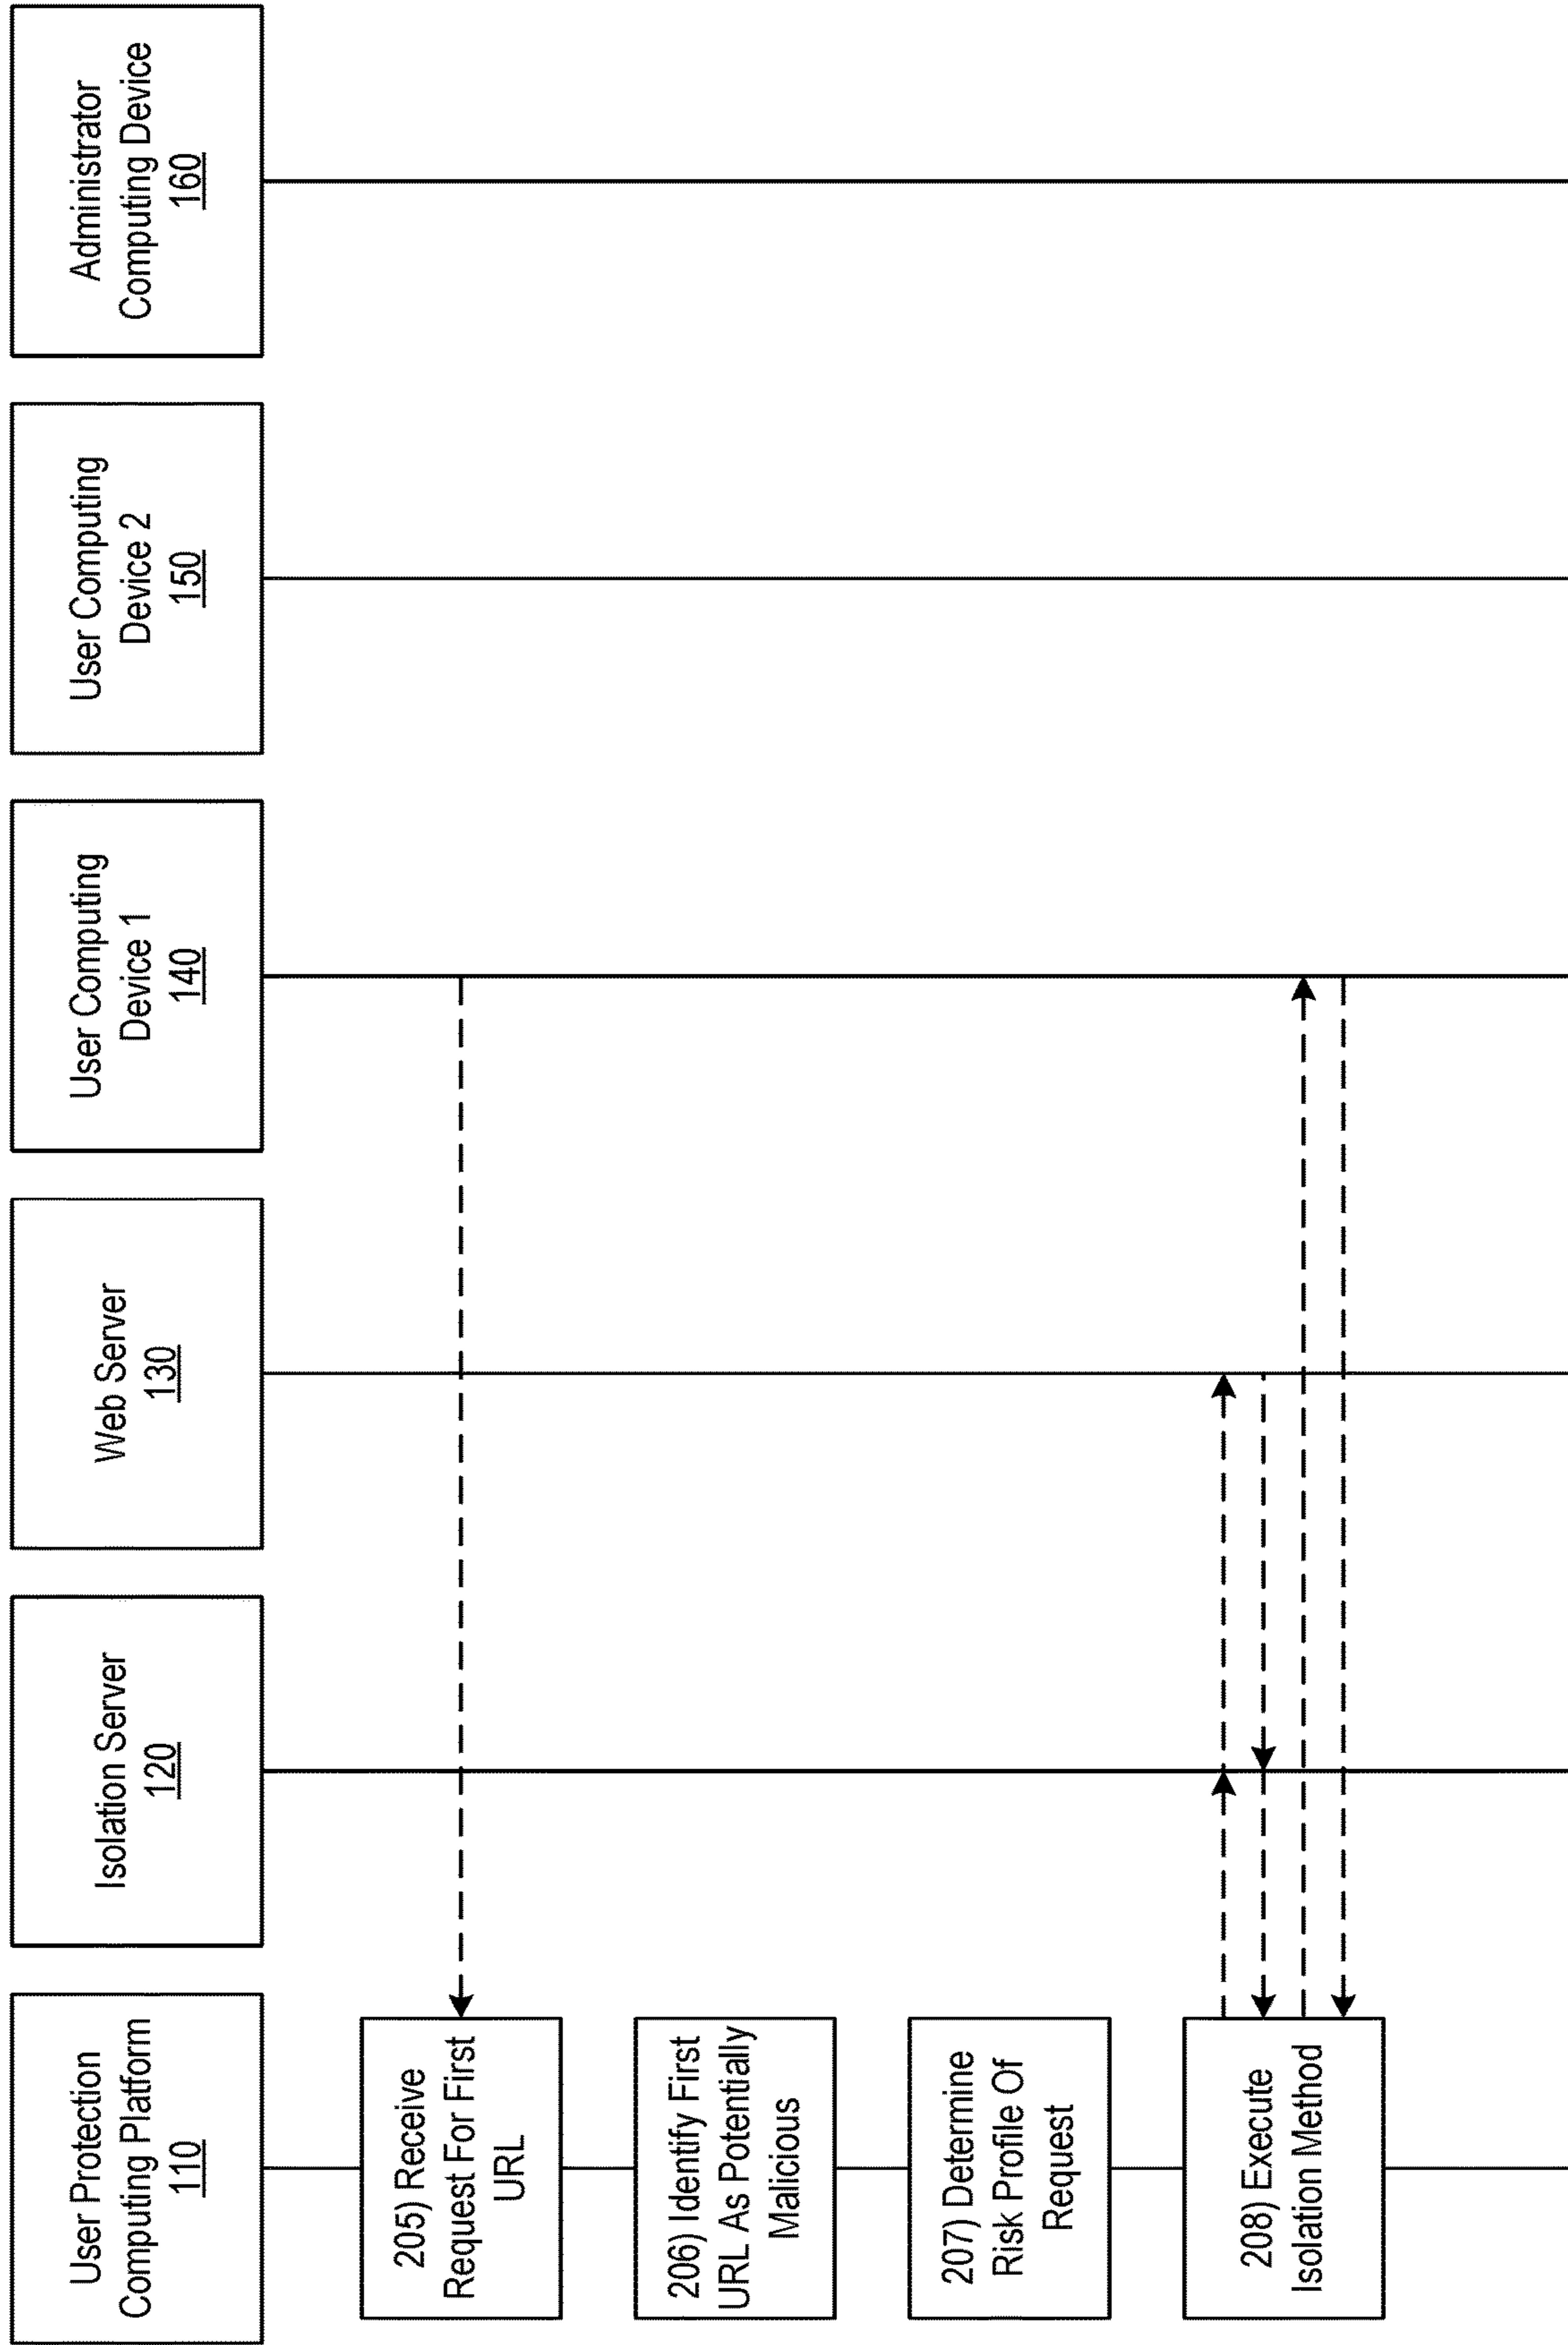 User Protection
Computing Platform
110
Isolation Server
120
Web Server
130
User Computing
Device 1
140
User Computing
Device 2
150
Administrator
Computing Device
160
205) Receive
Request For First
URL
206) Identify First
URL As Potentially
Malicious
207) Determine
Risk Profile Of
Request
208) Execute
Isolation Method